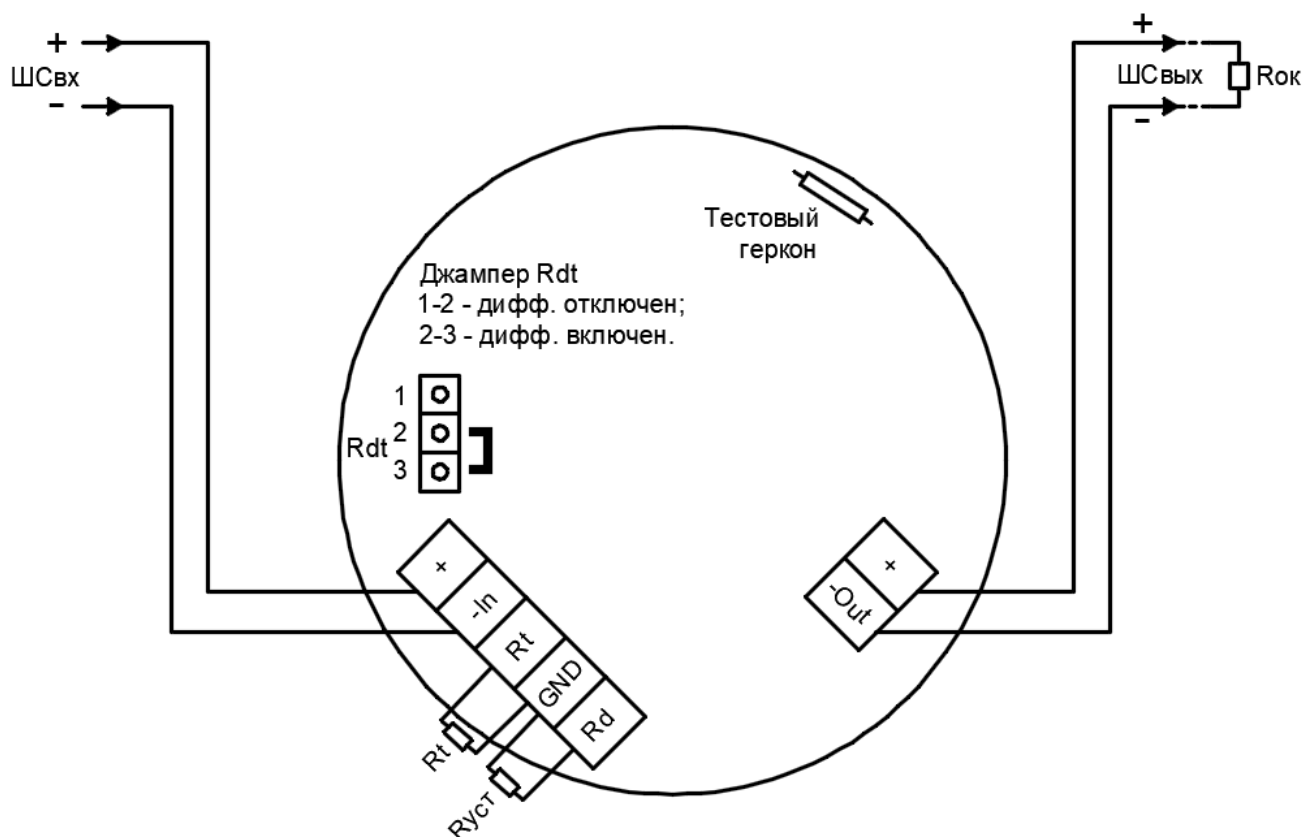 +
ШСвх
-
+
ШСвых
-
Rок
Тестовый
геркон
Джампер Rdt
1-2 - дифф. отключен;
2-3 - дифф. включен.
1
2
3
Rdt
+
-In
Rt
GND
Rd
+
-Out
Rt
Rуст